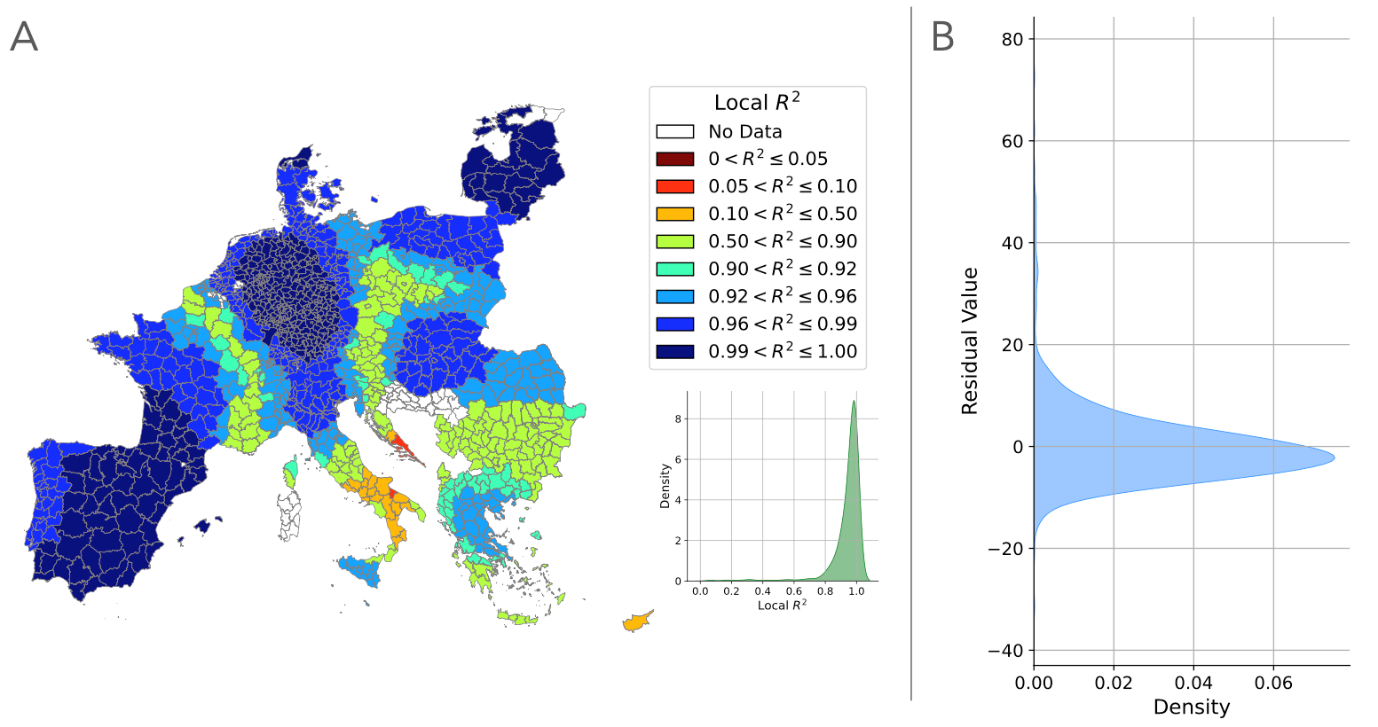 A
Local R²
No Data
0 < R² ≤ 0.05
0.05 < R² ≤ 0.10
0.10 < R² ≤ 0.50
0.50 < R² ≤ 0.90
0.90 < R² ≤ 0.92
0.92 < R² ≤ 0.96
0.96 < R² ≤ 0.99
0.99 < R² ≤ 1.00
Density
8
6
4
2
0
0.0 0.2 0.4 0.6 0.8 1.0
Local R²
B
Residual Value
80
60
40
20
0
−20
−40
0.00 0.02 0.04 0.06
Density